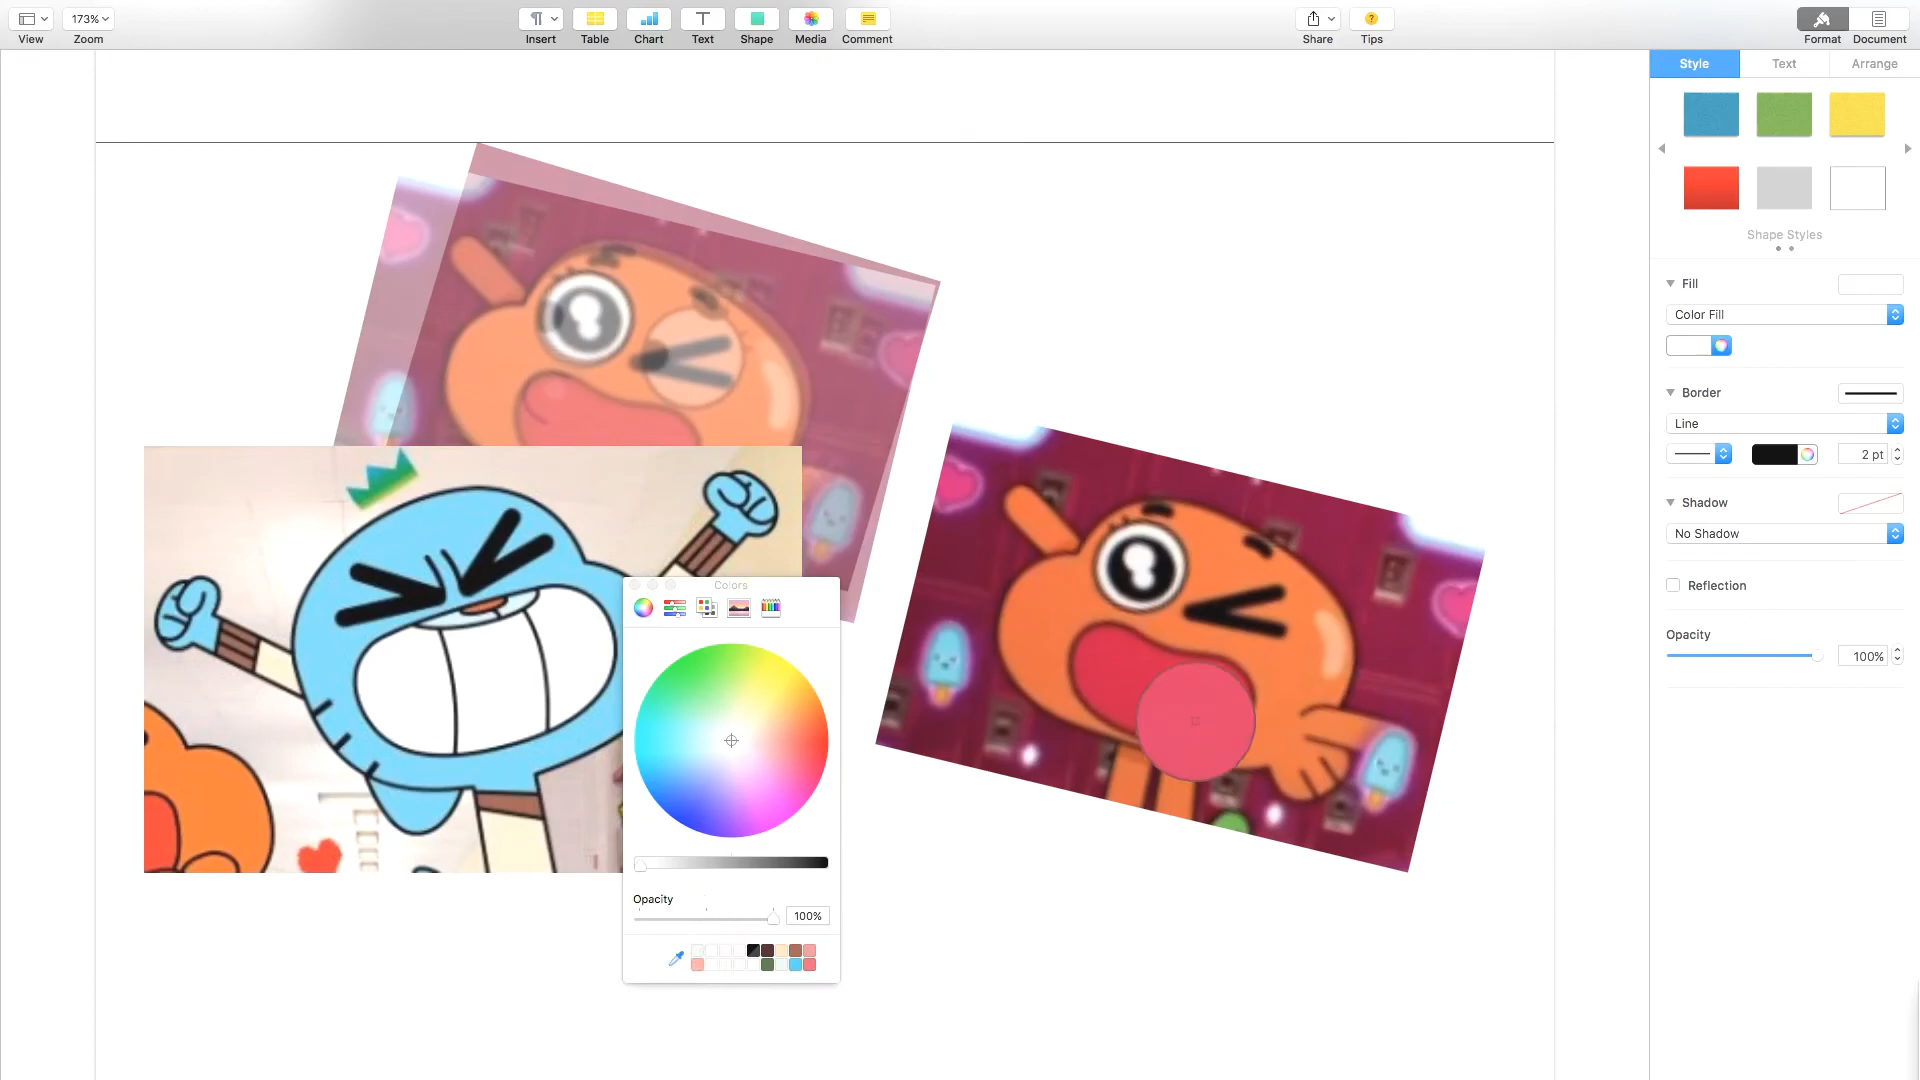 173%
View
Zoom
Insert
Table
Chart
Text
Shape
Media
Comment
Share
Tips
Format
Document
Style
Text
Arrange
Shape Styles
Fill
Color Fill
Border
Line
2 pt
Shadow
No Shadow
Reflection
Opacity
100%
Colors
Opacity
100%